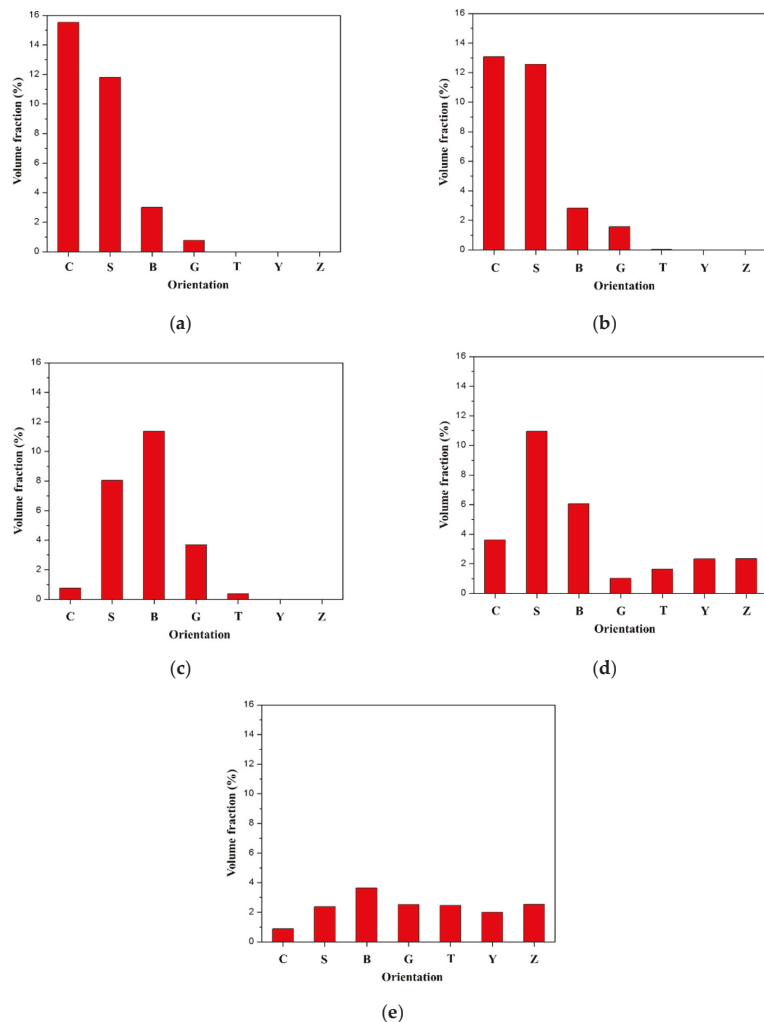 16
14
12
10
8
6
4
2
0
Volume fraction (%)
C S B G T Y Z
Orientation
(a)
16
14
12
10
8
6
4
2
0
Volume fraction (%)
C S B G T Y Z
Orientation
(b)
16
14
12
10
8
6
4
2
0
Volume fraction (%)
C S B G T Y Z
Orientation
(c)
16
14
12
10
8
6
4
2
0
Volume fraction (%)
C S B G T Y Z
Orientation
(d)
16
14
12
10
8
6
4
2
0
Volume fraction (%)
C S B G T Y Z
Orientation
(e)